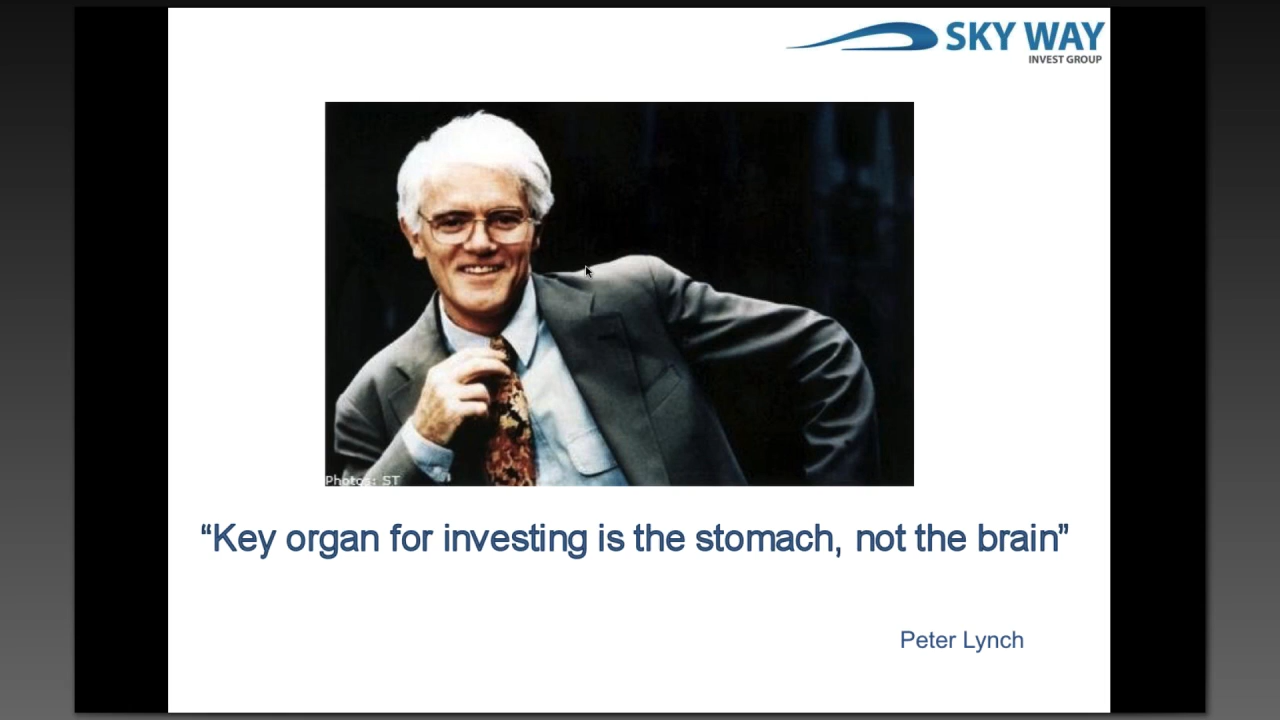 SKY WAY
INVEST GROUP
Photos: ST
“Key organ for investing is the stomach, not the brain”
Peter Lynch